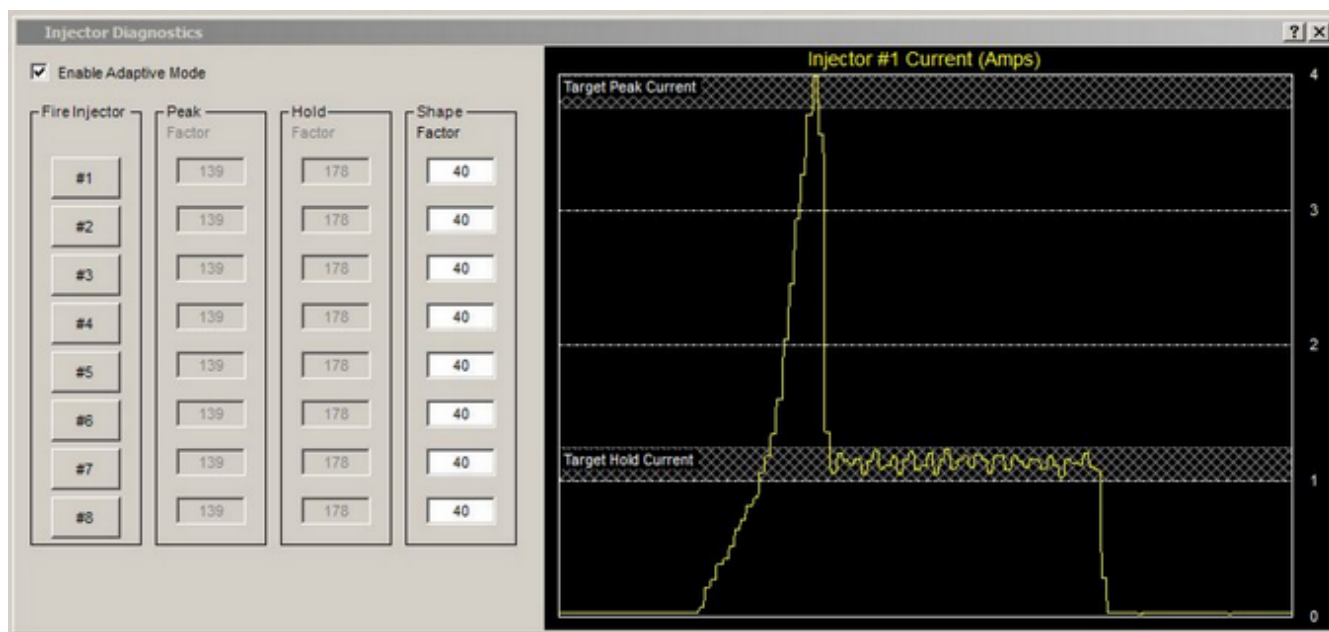 Injector Diagnostics
? ×
Enable Adaptive Mode
Fire Injector Peak Hold Shape
Factor Factor Factor
#1 139 178 40
#2 139 178 40
#3 139 178 40
#4 139 178 40
#5 139 178 40
#6 139 178 40
#7 139 178 40
#8 139 178 40
Injector #1 Current (Amps)
Target Peak Current
4
3
2
Target Hold Current
1
0